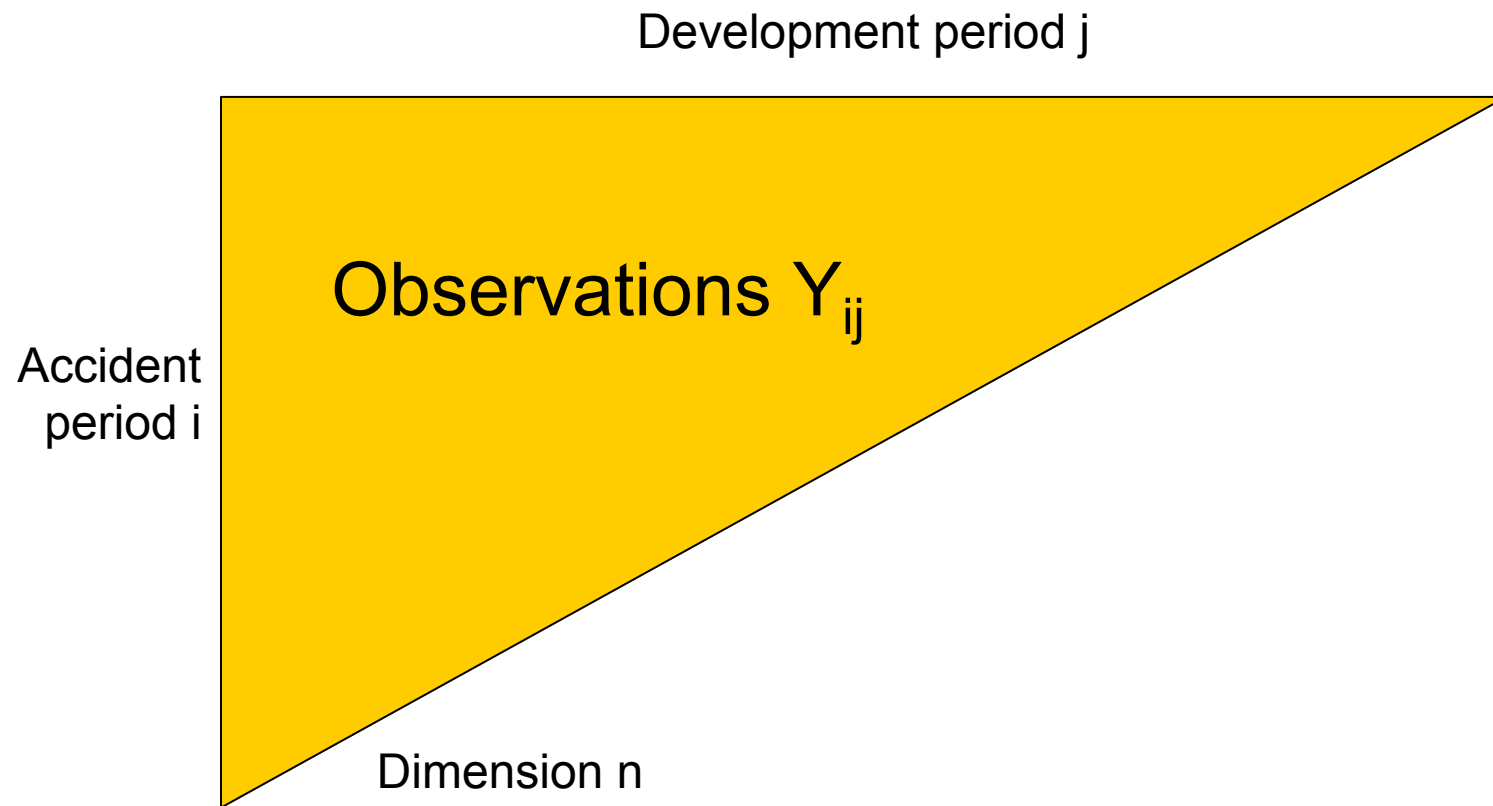 Development period j
Observations Y_ij
Accident
period i
Dimension n